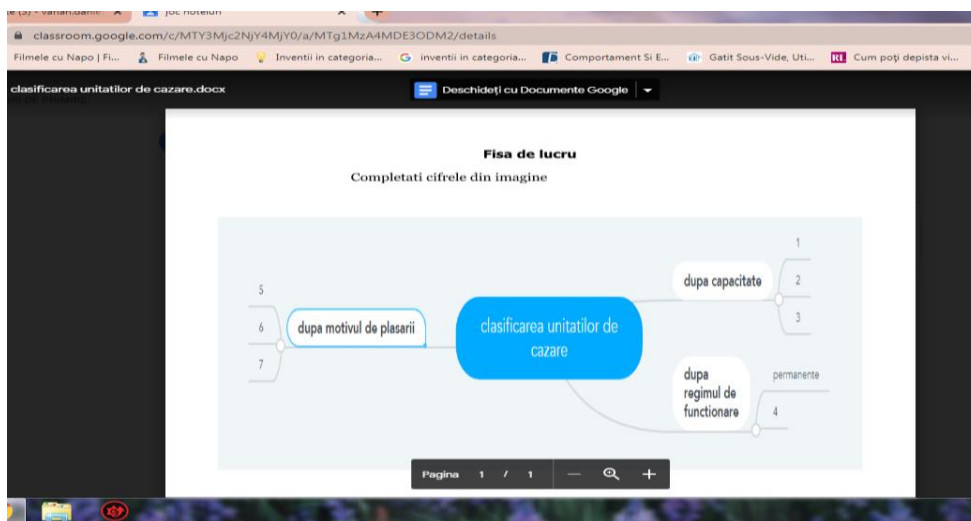 joc hoteluri
classroom.google.com/c/MTY3Mjc2NjY4MjY0/a/MTg1MzA4MDE3ODM2/details
Filmele cu Napo | Fi... Filmele cu Napo Inventii in categoria... inventii in categoria... Comportament Si E... Gatit Sous-Vide, Uti... RI Cum poți depista vi...
clasificarea unitatilor de cazare.docx Deschideți cu Documente Google
Fisa de lucru
Completati cifrele din imagine
1
dupa capacitate 2
3
5
6 dupa motivul de plasarii
7
clasificarea unitatilor de
cazare
dupa
regimul de
functionare
permanente
4
Pagina 1 / 1